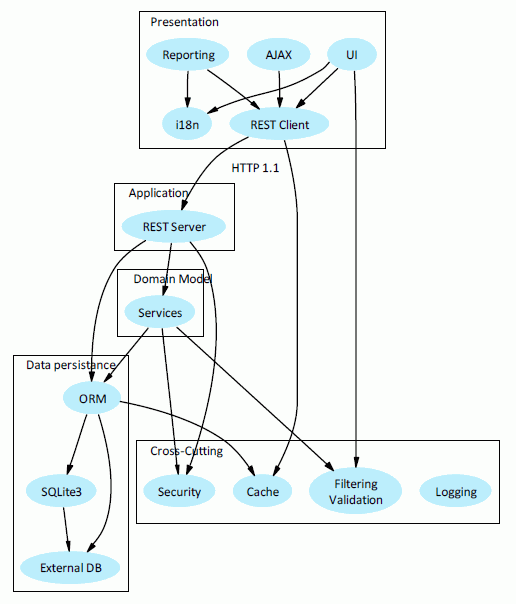 Presentation
Reporting
AJAX
UI
i18n
REST Client
HTTP 1.1
Application
REST Server
Domain Model
Services
Data persistance
ORM
Cross-Cutting
SQLite3
Security
Cache
Filtering
Validation
Logging
External DB